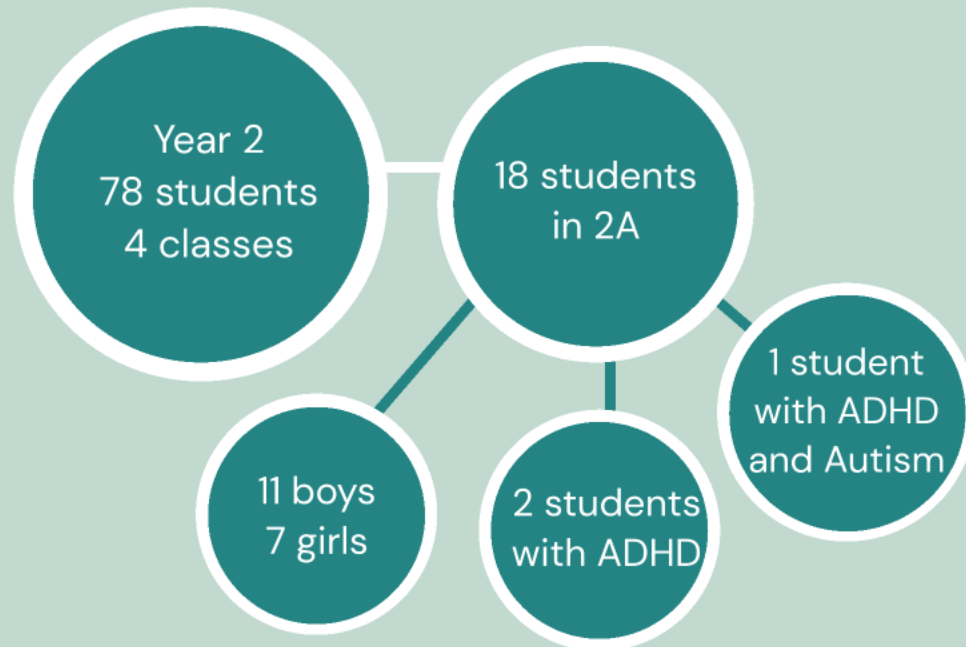 Year 2
78 students
4 classes
18 students
in 2A
11 boys
7 girls
2 students
with ADHD
1 student
with ADHD
and Autism